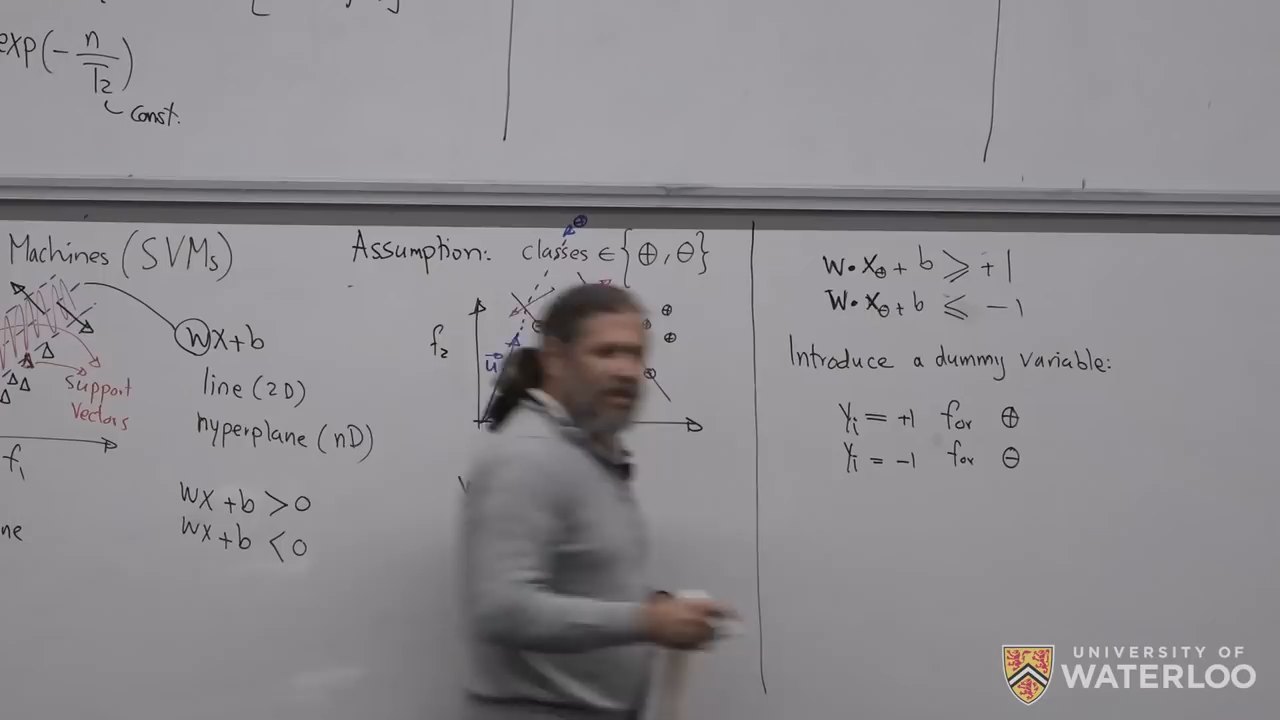 exp(- n/T₂)
const.
Machines (SVMs)
wx+b
line (2D)
hyperplane (nD)
Support
Vectors
f₁
wx + b > 0
wx + b < 0
Assumption: classes ∈ {⊕, ⊖}
f₂
w • x⊕ + b ⩾ +1
w • x⊖ + b ⩽ -1
Introduce a dummy variable:
Yi = +1 for ⊕
Yi = -1 for ⊖
UNIVERSITY OF
WATERLOO